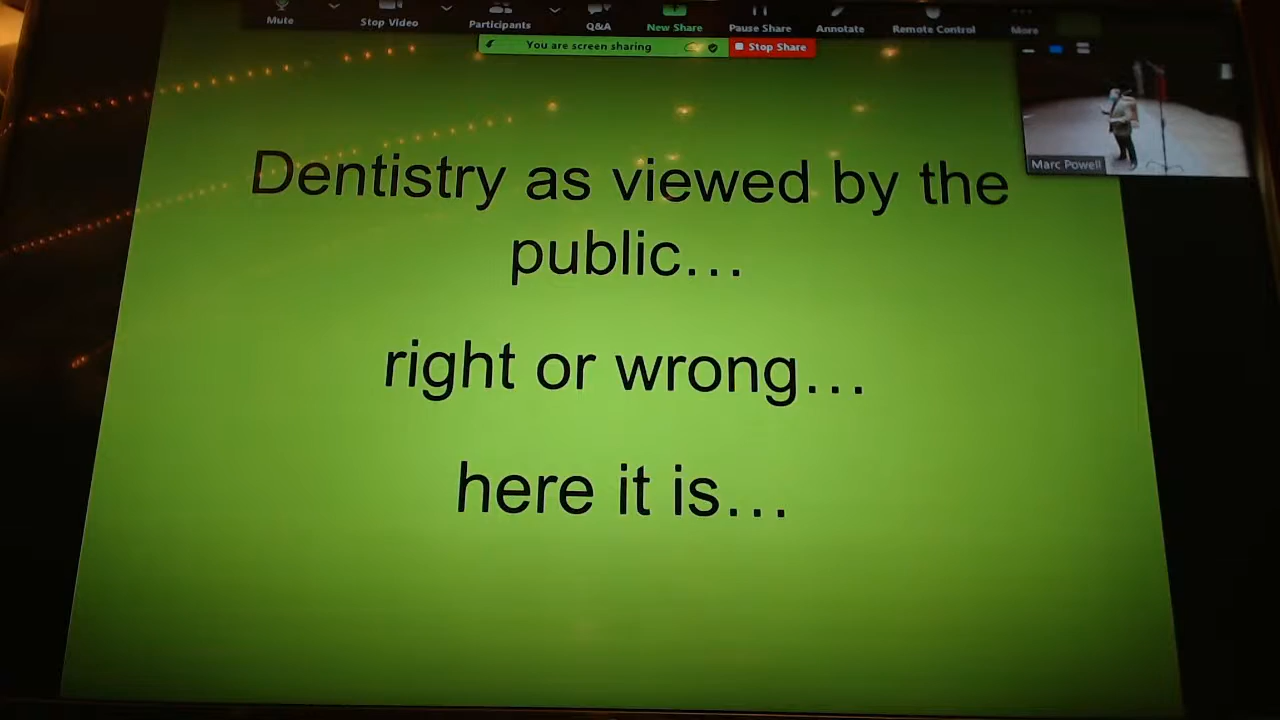 Mute
Stop Video
Participants
Q&A
New Share
Pause Share
Annotate
Remote Control
More
You are screen sharing
Stop Share
Marc Powell
Dentistry as viewed by the
public...
right or wrong...
here it is...